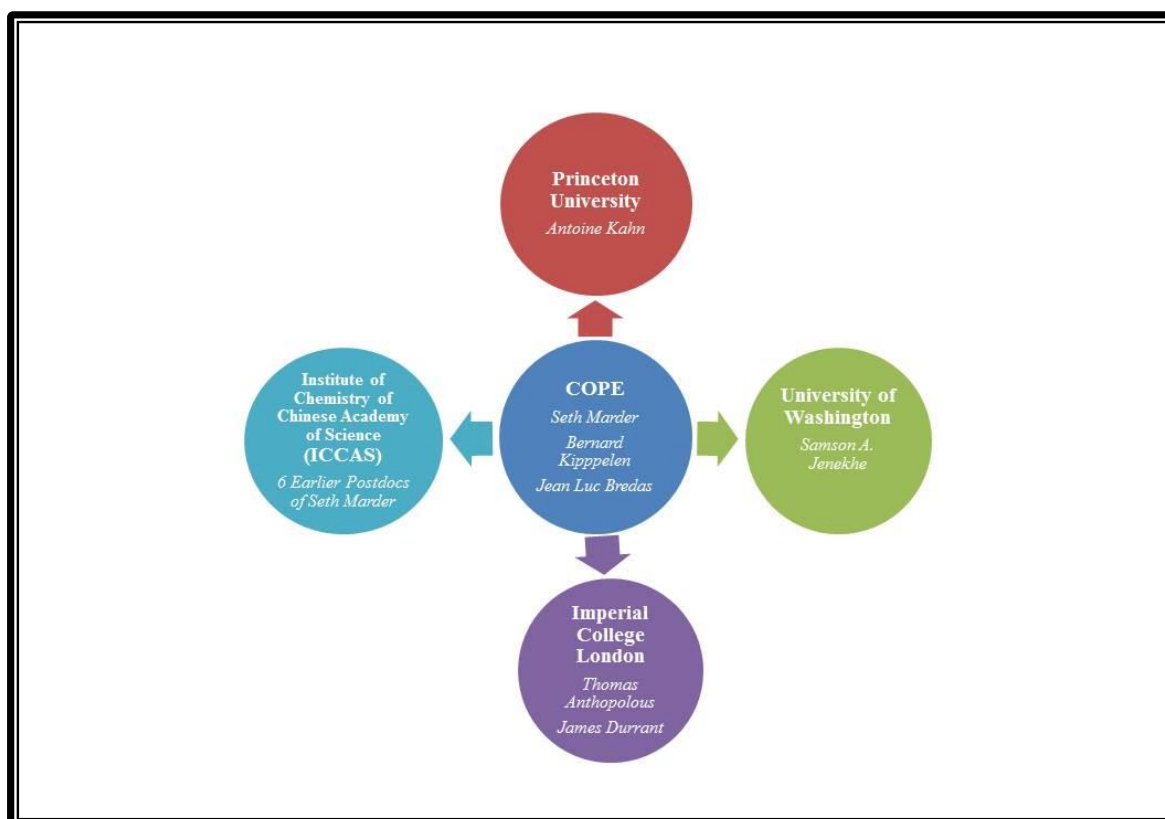 Princeton
University
Antoine Kahn
Institute of
Chemistry of
Chinese Academy
of Science
(ICCAS)
6 Earlier Postdocs
of Seth Marder
COPE
Seth Marder
Bernard
Kipppelen
Jean Luc Bredas
University of
Washington
Samson A.
Jenekhe
Imperial
College
London
Thomas
Anthopolous
James Durrant